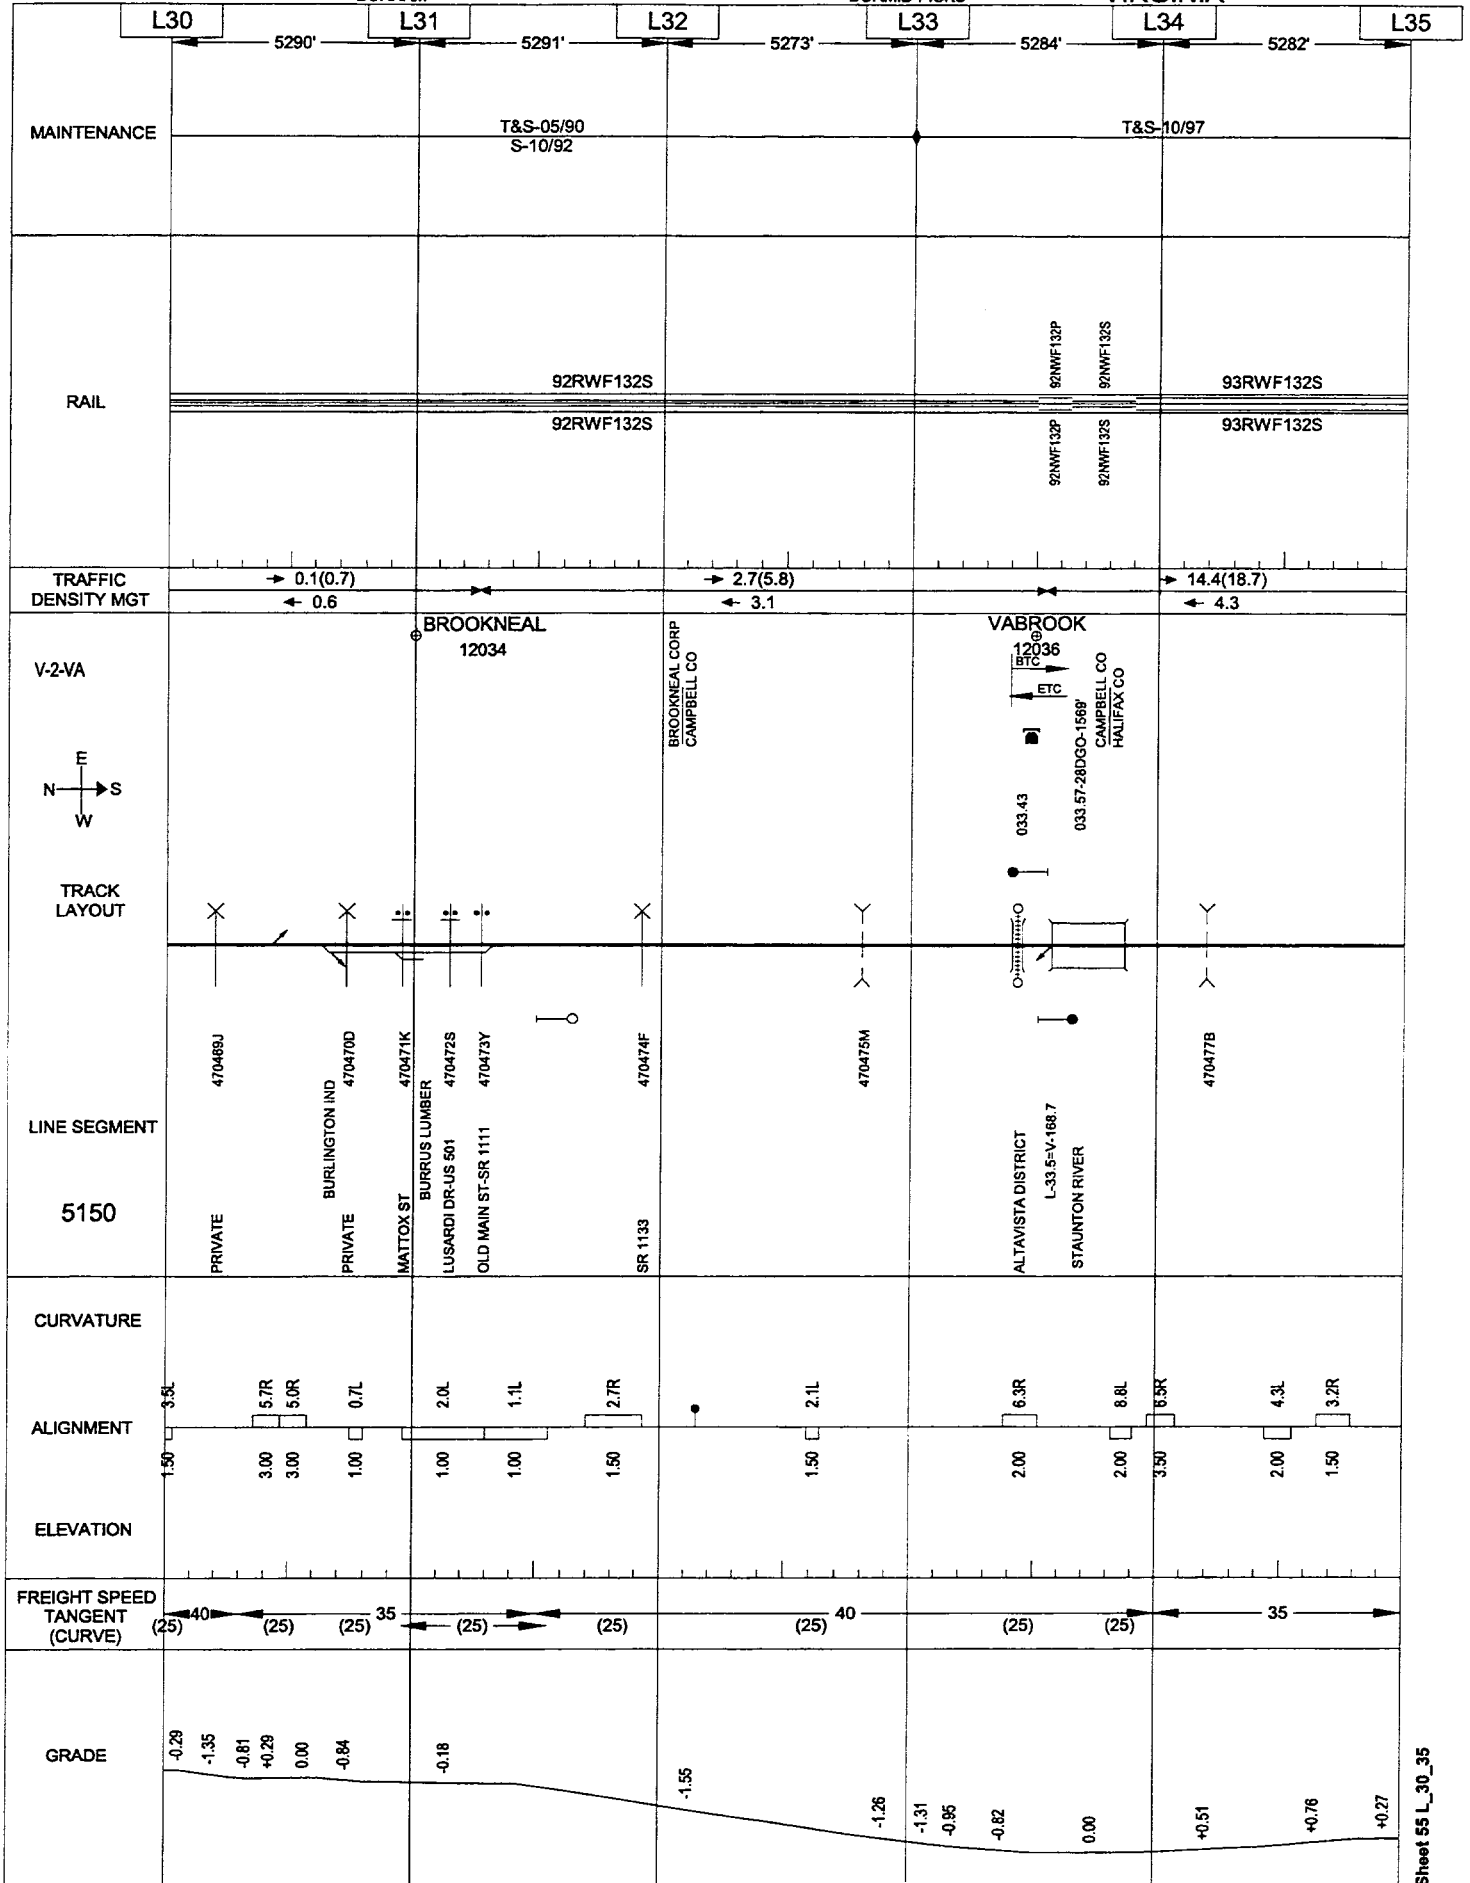 L30 L31 L32 L33 L34 L35
5290' 5291' 5273' 5284' 5282'
MAINTENANCE
T&S-05/90
S-10/92
T&S-10/97
RAIL
92RWF132S
92RWF132S
92NWF132P
92NWF132S
92NWF132P
92NWF132S
93RWF132S
93RWF132S
TRAFFIC
DENSITY MGT
0.1(0.7) 2.7(5.8) 14.4(18.7)
0.6 3.1 4.3
V-2-VA
BROOKNEAL
12034
BROOKNEAL CORP
CAMPBELL CO
VABROOK
12036
BTC
ETC
CAMPBELL CO
HALIFAX CO
033.43
033.57-28DGO-1569'
E
N S
W
TRACK
LAYOUT
470469J
470470D
470471K
470472S
470473Y
470474F
470475M
470477B
LINE SEGMENT
5150
PRIVATE
BURLINGTON IND
PRIVATE
MATTOX ST
BURRUS LUMBER
LUSARDI DR-US 501
OLD MAIN ST-SR 1111
SR 1133
ALTAVISTA DISTRICT
L-33.5=V-168.7
STAUNTON RIVER
CURVATURE
3.5L 5.7R 5.0R 0.7L 2.0L 1.1L 2.7R 2.1L 6.3R 8.8L 6.5R 4.3L 3.2R
ALIGNMENT
1.50 3.00 3.00 1.00 1.00 1.00 1.50 1.50 2.00 2.00 3.50 2.00 1.50
ELEVATION
FREIGHT SPEED
TANGENT
(CURVE)
40 35 40 35
(25) (25) (25) (25) (25) (25) (25) (25)
GRADE
-0.29 -1.35 -0.81 +0.29 0.00 -0.84 -0.18 -1.55 -1.26 -1.31 -0.95 -0.82 0.00 +0.51 +0.76 +0.27
Sheet 55 L_30_35